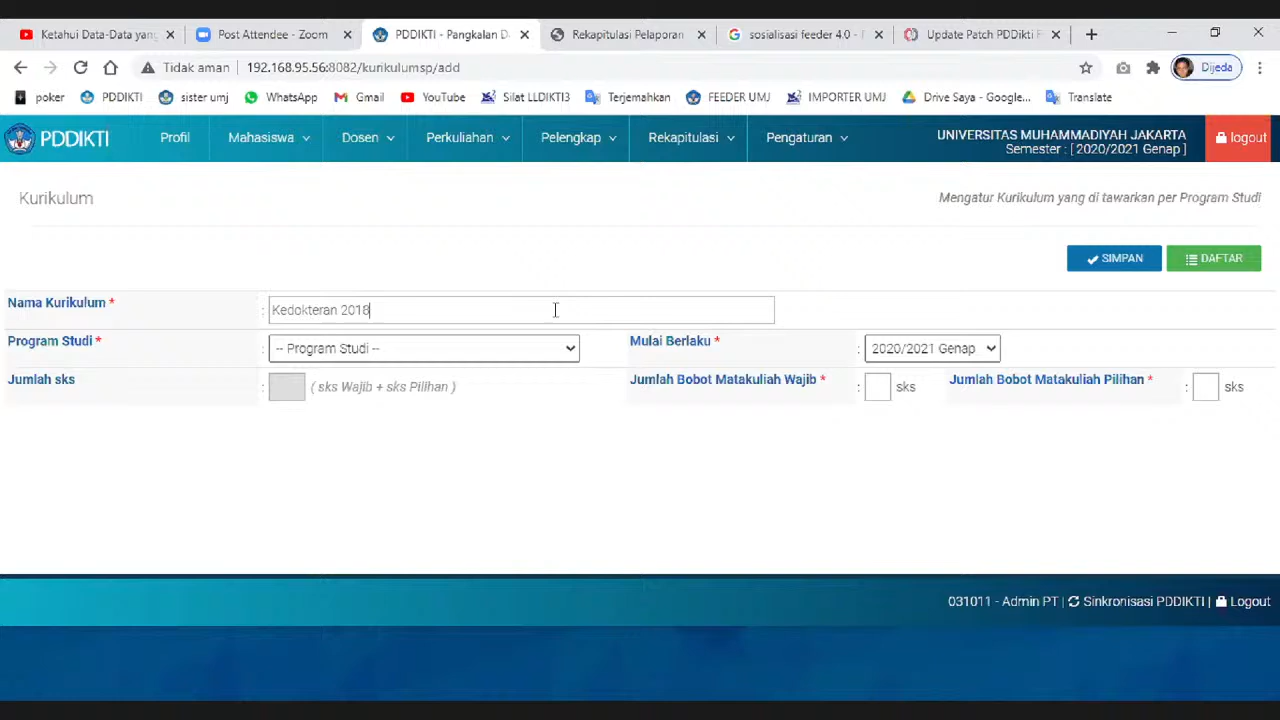 Ketahui Data-Data yang
Post Attendee - Zoom
PDDIKTI - Pangkalan D
Rekapitulasi Pelaporan
sosialisasi feeder 4.0 -
Update Patch PDDikti F
Tidak aman
192.168.95.56:8082/kurikulumsp/add
Dijeda
poker
PDDIKTI
sister umj
WhatsApp
Gmail
YouTube
Silat LLDIKTI3
Terjemahkan
FEEDER UMJ
IMPORTER UMJ
Drive Saya - Google...
Translate
PDDIKTI
Profil
Mahasiswa
Dosen
Perkuliahan
Pelengkap
Rekapitulasi
Pengaturan
UNIVERSITAS MUHAMMADIYAH JAKARTA
Semester : [ 2020/2021 Genap ]
logout
Kurikulum
Mengatur Kurikulum yang di tawarkan per Program Studi
SIMPAN
DAFTAR
Nama Kurikulum *
: Kedokteran 2018
Program Studi *
: -- Program Studi --
Mulai Berlaku *
: 2020/2021 Genap
Jumlah sks
: ( sks Wajib + sks Pilihan )
Jumlah Bobot Matakuliah Wajib *
: sks
Jumlah Bobot Matakuliah Pilihan *
: sks
031011 - Admin PT | Sinkronisasi PDDIKTI | Logout